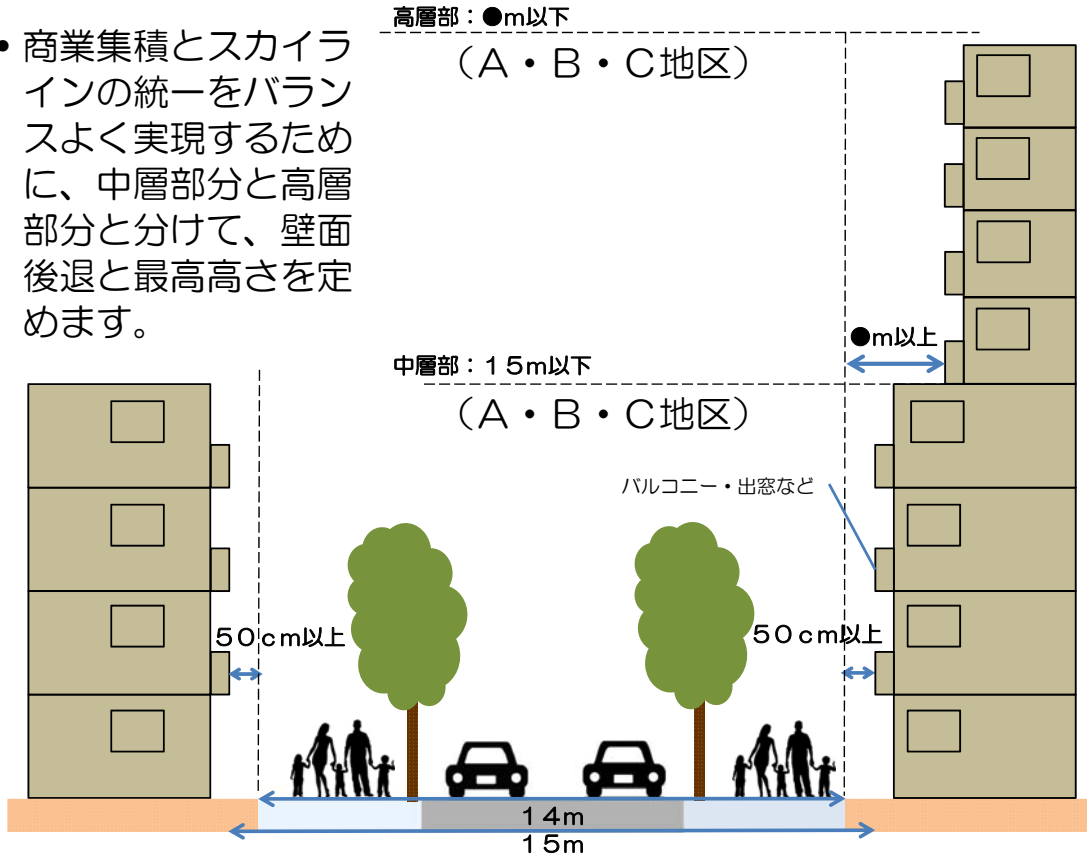 高層部：●m以下
（A・B・C地区）
• 商業集積とスカイラ
インの統一をバラン
スよく実現するため
に、中層部分と高層
部分と分けて、壁面
後退と最高高さを定
めます。
●m以上
中層部：１５m以下
（A・B・C地区）
バルコニー・出窓など
５０ｃｍ以上
５０ｃｍ以上
１４ｍ
１５ｍ